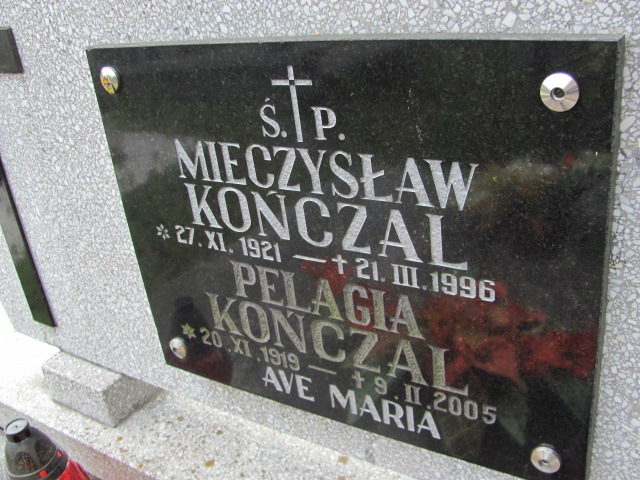 Ś. P.
MIECZYSŁAW
KOŃCZAL
* 27. XI. 1921 — † 21. III. 1996
PELAGIA
KOŃCZAL
* 20. XI. 1919 — † 9. II. 2005
AVE MARIA